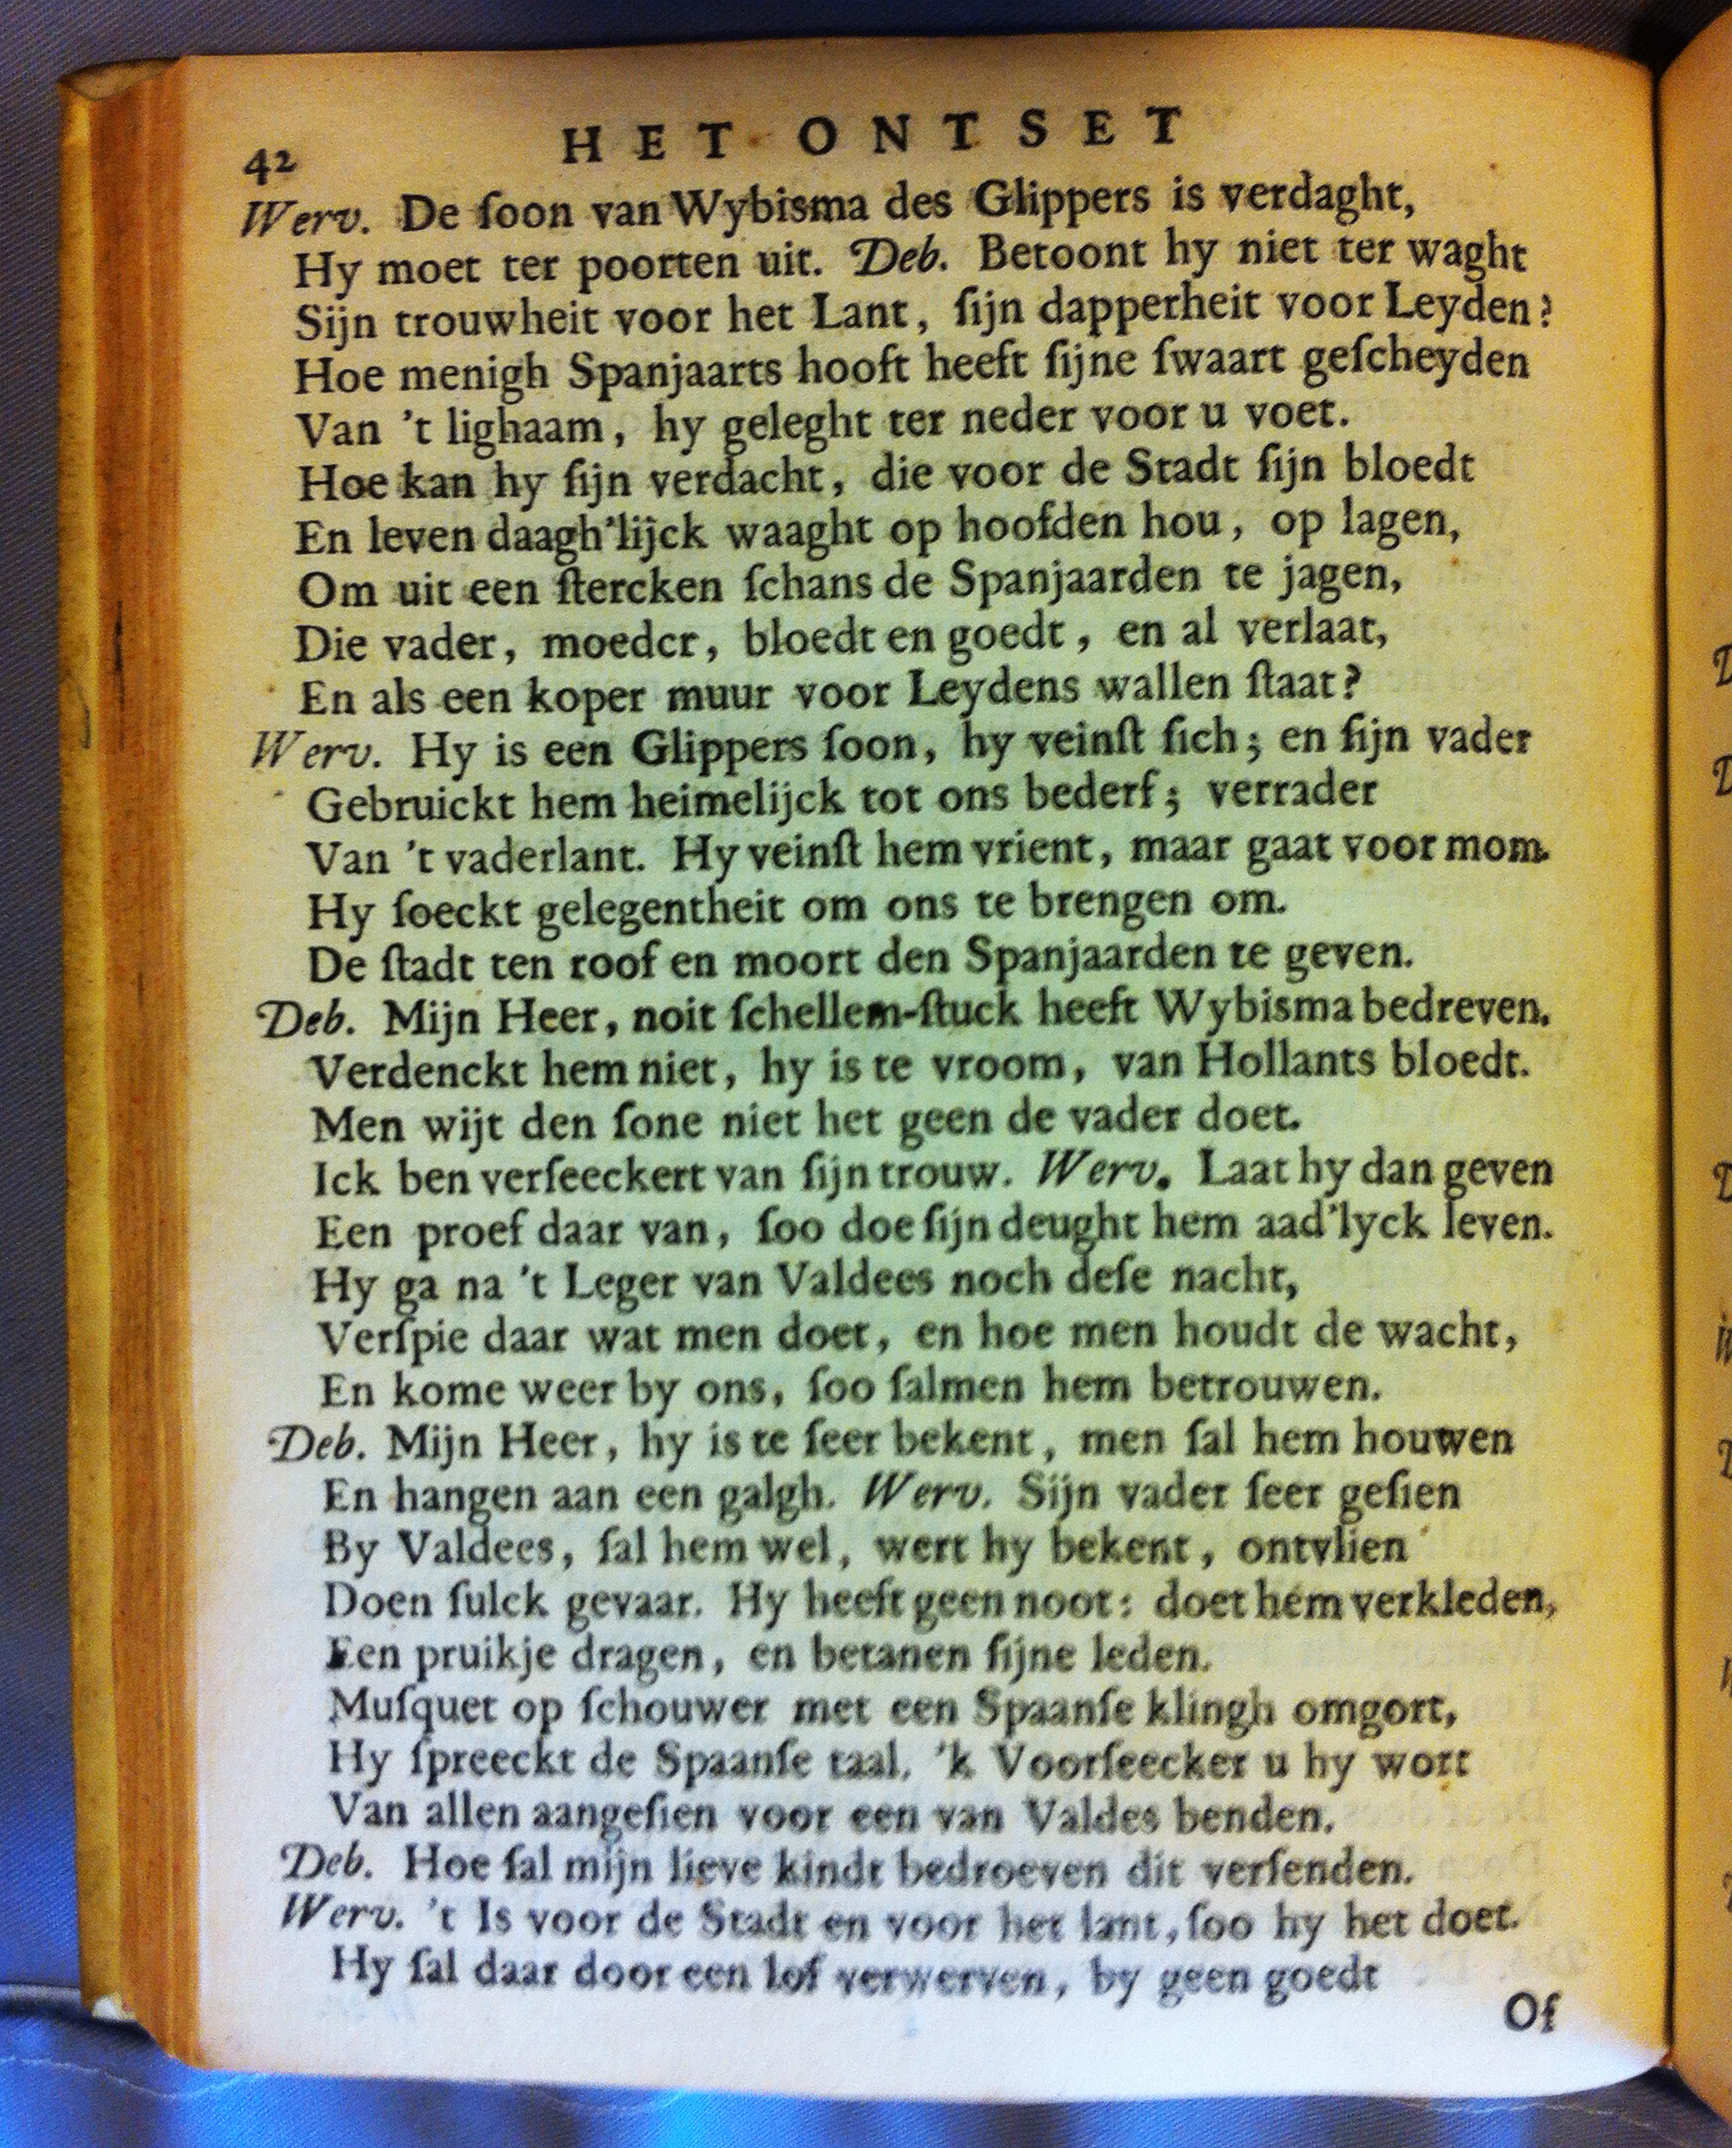 42 HET ONTSET
Werv. De ſoon van Wybisma des Glippers is verdaght,
Hy moet ter poorten uit. Deb. Betoont hy niet ter waght
Sijn trouwheit voor het Lant, ſijn dapperheit voor Leyden?
Hoe menigh Spanjaarts hooft heeft ſijne ſwaart geſcheyden
Van 't lighaam, hy geleght ter neder voor u voet.
Hoe kan hy ſijn verdacht, die voor de Stadt ſijn bloedt
En leven daagh'lijck waaght op hoofden hou, op lagen,
Om uit een ſtercken ſchans de Spanjaarden te jagen,
Die vader, moeder, bloedt en goedt, en al verlaat,
En als een koper muur voor Leydens wallen ſtaat?
Werv. Hy is een Glippers ſoon, hy veinſt ſich; en ſijn vader
Gebruickt hem heimelijck tot ons bederf; verrader
Van 't vaderlant. Hy veinſt hem vrient, maar gaat voor mom.
Hy ſoeckt gelegentheit om ons te brengen om.
De ſtadt ten roof en moort den Spanjaarden te geven.
Deb. Mijn Heer, noit ſchellem-ſtuck heeft Wybisma bedreven.
Verdenckt hem niet, hy is te vroom, van Hollants bloedt.
Men wijt den ſone niet het geen de vader doet.
Ick ben verſeeckert van ſijn trouw. Werv. Laat hy dan geven
Een proef daar van, ſoo doe ſijn deught hem aad'lyck leven.
Hy ga na 't Leger van Valdees noch deſe nacht,
Verſpie daar wat men doet, en hoe men houdt de wacht,
En kome weer by ons, ſoo ſalmen hem betrouwen.
Deb. Mijn Heer, hy is te ſeer bekent, men ſal hem houwen
En hangen aan een galgh. Werv. Sijn vader ſeer geſien
By Valdees, ſal hem wel, wert hy bekent, ontvlien
Doen ſulck gevaar. Hy heeft geen noot: doet hem verkleden,
Een pruikje dragen, en betanen ſijne leden.
Muſquet op ſchouwer met een Spaanſe klingh omgort,
Hy ſpreeckt de Spaanſe taal. 'k Voorſeecker u hy wort
Van allen aangeſien voor een van Valdes benden.
Deb. Hoe ſal mijn lieve kindt bedroeven dit verſenden.
Werv. 't Is voor de Stadt en voor het lant, ſoo hy het doet.
Hy ſal daar door een lof verwerven, by geen goedt
Of